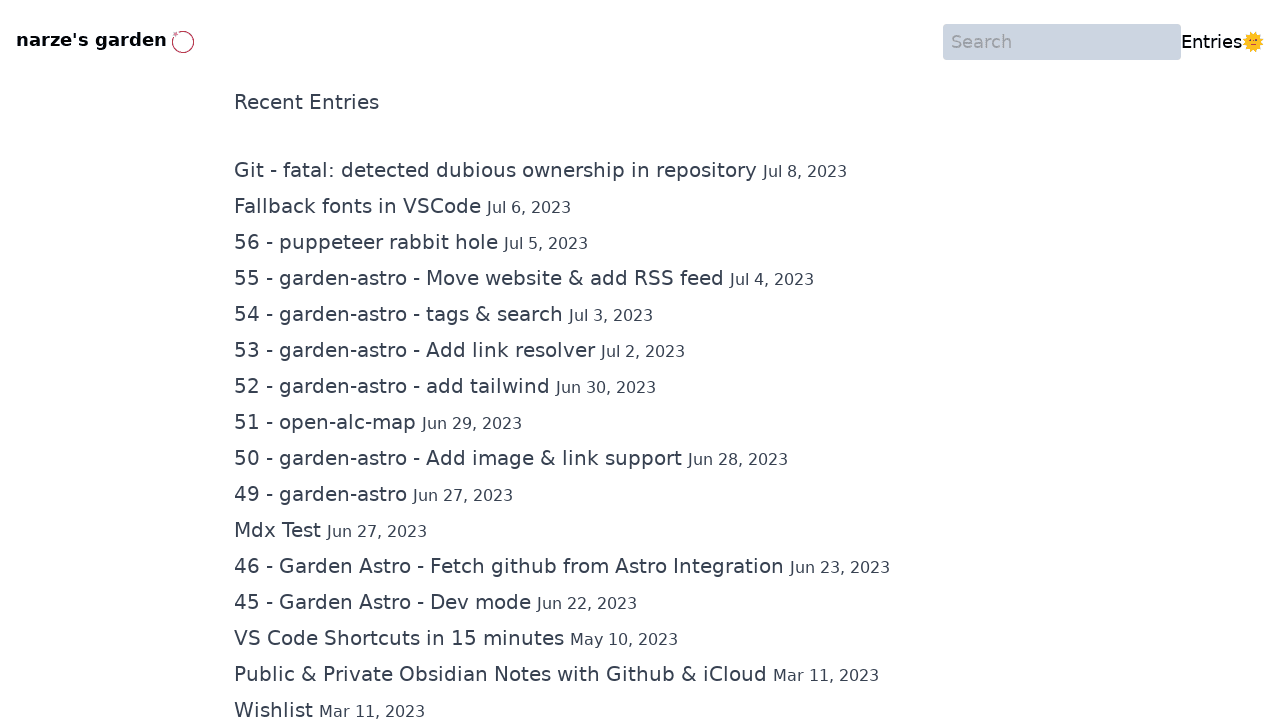 narze's garden
Search
Entries🌞
Recent Entries
Git - fatal: detected dubious ownership in repository Jul 8, 2023
Fallback fonts in VSCode Jul 6, 2023
56 - puppeteer rabbit hole Jul 5, 2023
55 - garden-astro - Move website & add RSS feed Jul 4, 2023
54 - garden-astro - tags & search Jul 3, 2023
53 - garden-astro - Add link resolver Jul 2, 2023
52 - garden-astro - add tailwind Jun 30, 2023
51 - open-alc-map Jun 29, 2023
50 - garden-astro - Add image & link support Jun 28, 2023
49 - garden-astro Jun 27, 2023
Mdx Test Jun 27, 2023
46 - Garden Astro - Fetch github from Astro Integration Jun 23, 2023
45 - Garden Astro - Dev mode Jun 22, 2023
VS Code Shortcuts in 15 minutes May 10, 2023
Public & Private Obsidian Notes with Github & iCloud Mar 11, 2023
Wishlist Mar 11, 2023